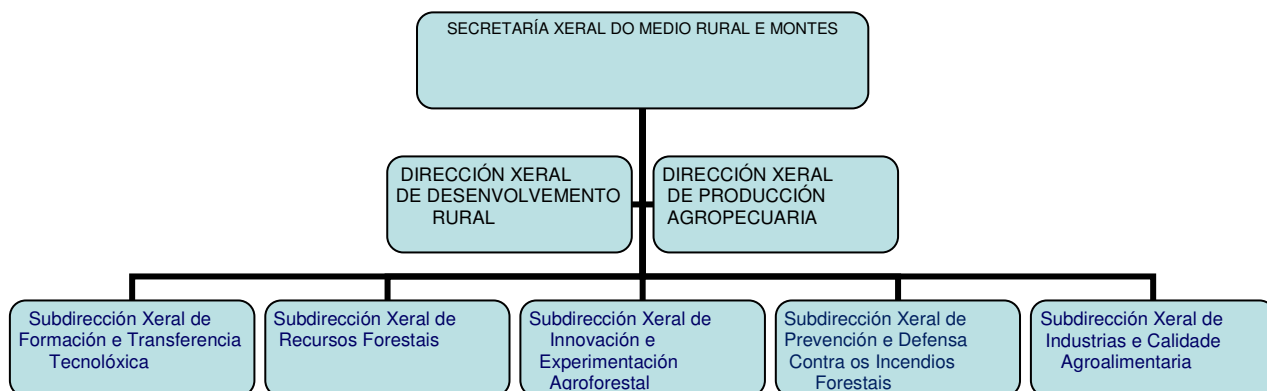 SECRETARÍA XERAL DO MEDIO RURAL E MONTES
DIRECCIÓN XERAL
DE DESENVOLVEMENTO
RURAL
DIRECCIÓN XERAL
DE PRODUCCIÓN
AGROPECUARIA
Subdirección Xeral de
Formación e Transferencia
Tecnolóxica
Subdirección Xeral de
Recursos Forestais
Subdirección Xeral de
Innovación e
Experimentación
Agroforestal
Subdirección Xeral de
Prevención e Defensa
Contra os Incendios
Forestais
Subdirección Xeral de
Industrias e Calidade
Agroalimentaria